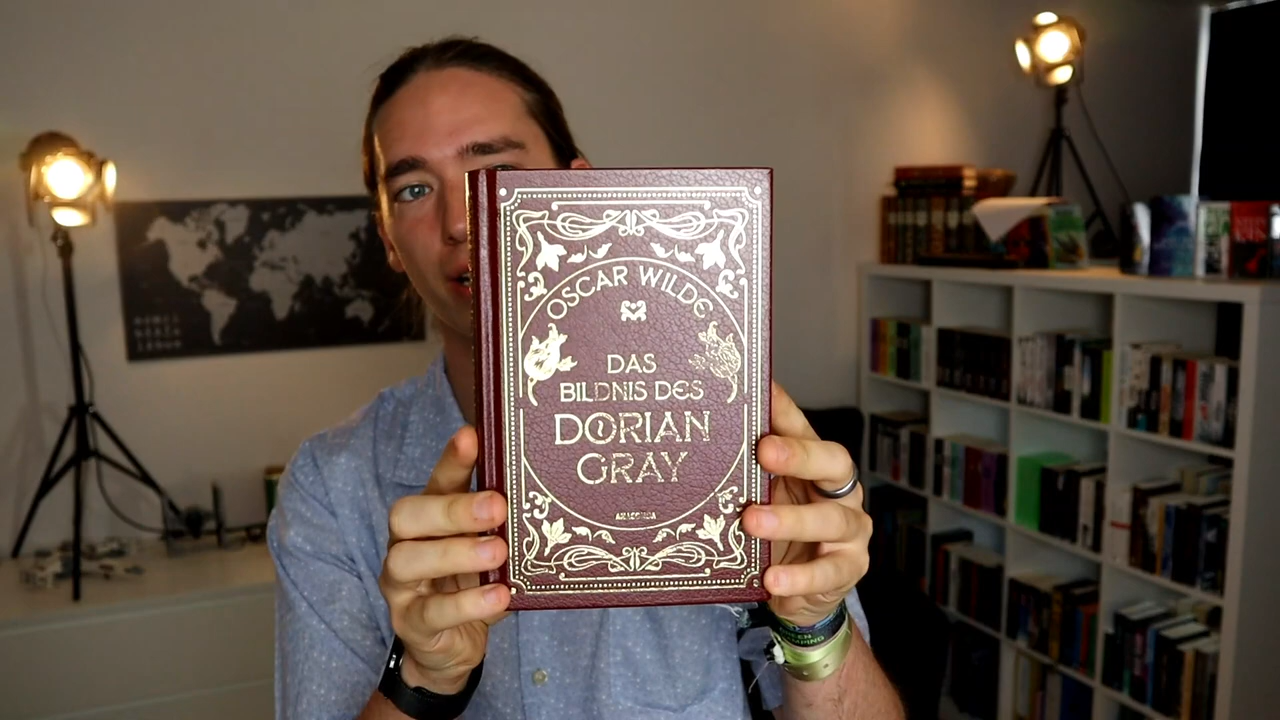 OSCAR WILDE
DAS
BILDNIS DES
DORIAN
GRAY
ANACONDA